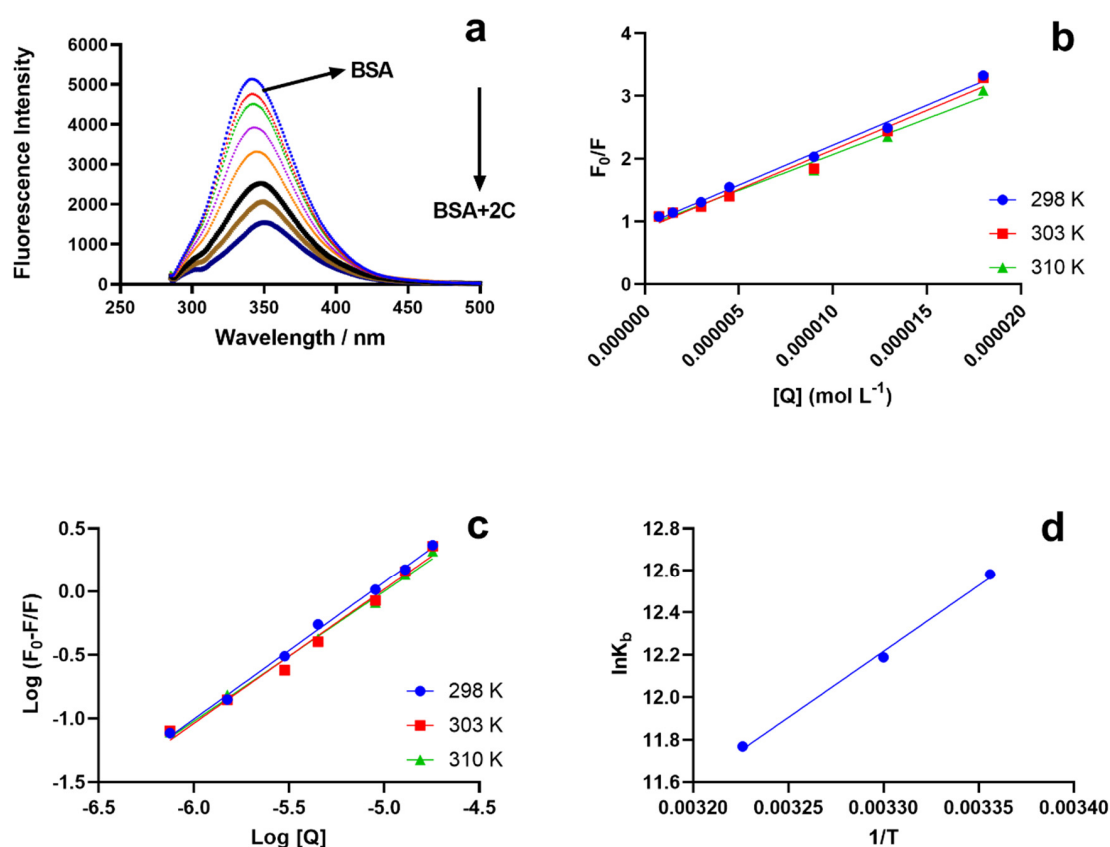 a
6000
5000
4000
3000
2000
1000
0
Fluorescence Intensity
BSA
BSA+2C
250
300
350
400
450
500
Wavelength / nm
b
4
3
2
1
0
F₀/F
298 K
303 K
310 K
0.000000
0.000005
0.000010
0.000015
0.000020
[Q] (mol L⁻¹)
c
0.5
0.0
-0.5
-1.0
-1.5
Log (F₀-F/F)
298 K
303 K
310 K
-6.5
-6.0
-5.5
-5.0
-4.5
Log [Q]
d
12.8
12.6
12.4
12.2
12.0
11.8
11.6
lnK_b
0.00320
0.00325
0.00330
0.00335
0.00340
1/T